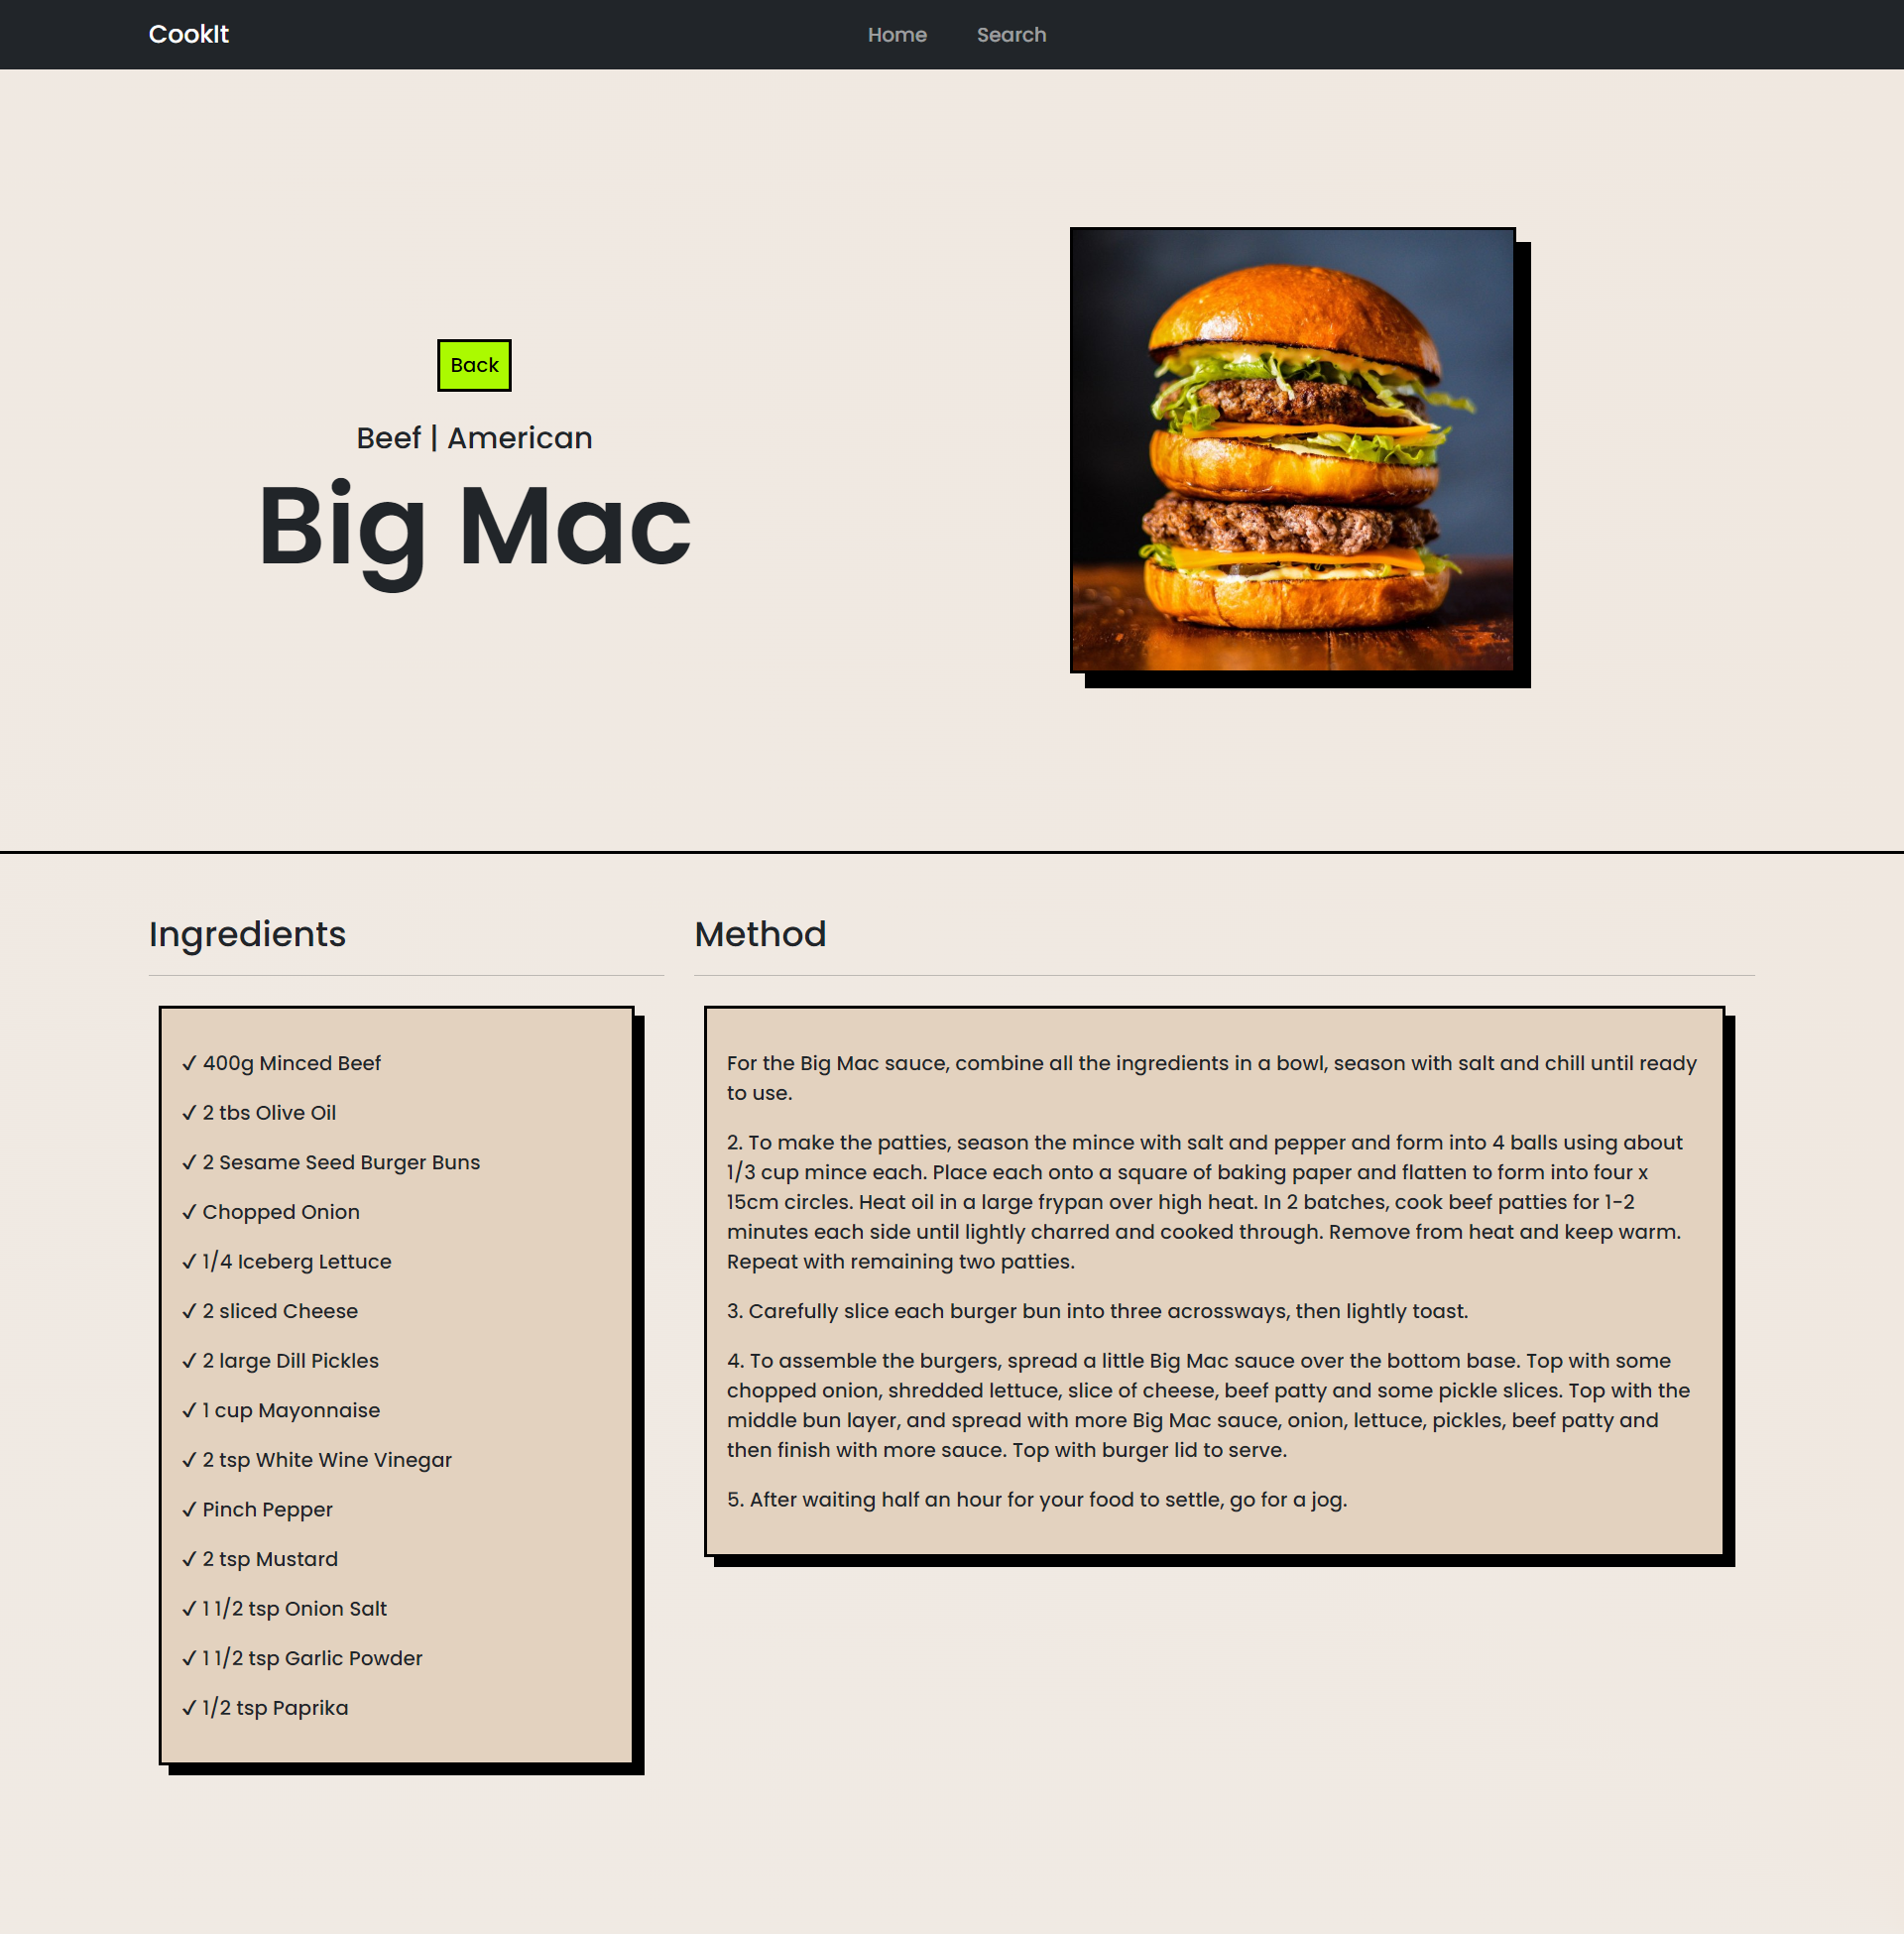 CookIt
Home
Search
Back
Beef | American
Big Mac
Ingredients
✓ 400g Minced Beef
✓ 2 tbs Olive Oil
✓ 2 Sesame Seed Burger Buns
✓ Chopped Onion
✓ 1/4 Iceberg Lettuce
✓ 2 sliced Cheese
✓ 2 large Dill Pickles
✓ 1 cup Mayonnaise
✓ 2 tsp White Wine Vinegar
✓ Pinch Pepper
✓ 2 tsp Mustard
✓ 1 1/2 tsp Onion Salt
✓ 1 1/2 tsp Garlic Powder
✓ 1/2 tsp Paprika
Method
For the Big Mac sauce, combine all the ingredients in a bowl, season with salt and chill until ready
to use.
2. To make the patties, season the mince with salt and pepper and form into 4 balls using about
1/3 cup mince each. Place each onto a square of baking paper and flatten to form into four x
15cm circles. Heat oil in a large frypan over high heat. In 2 batches, cook beef patties for 1-2
minutes each side until lightly charred and cooked through. Remove from heat and keep warm.
Repeat with remaining two patties.
3. Carefully slice each burger bun into three acrossways, then lightly toast.
4. To assemble the burgers, spread a little Big Mac sauce over the bottom base. Top with some
chopped onion, shredded lettuce, slice of cheese, beef patty and some pickle slices. Top with the
middle bun layer, and spread with more Big Mac sauce, onion, lettuce, pickles, beef patty and
then finish with more sauce. Top with burger lid to serve.
5. After waiting half an hour for your food to settle, go for a jog.